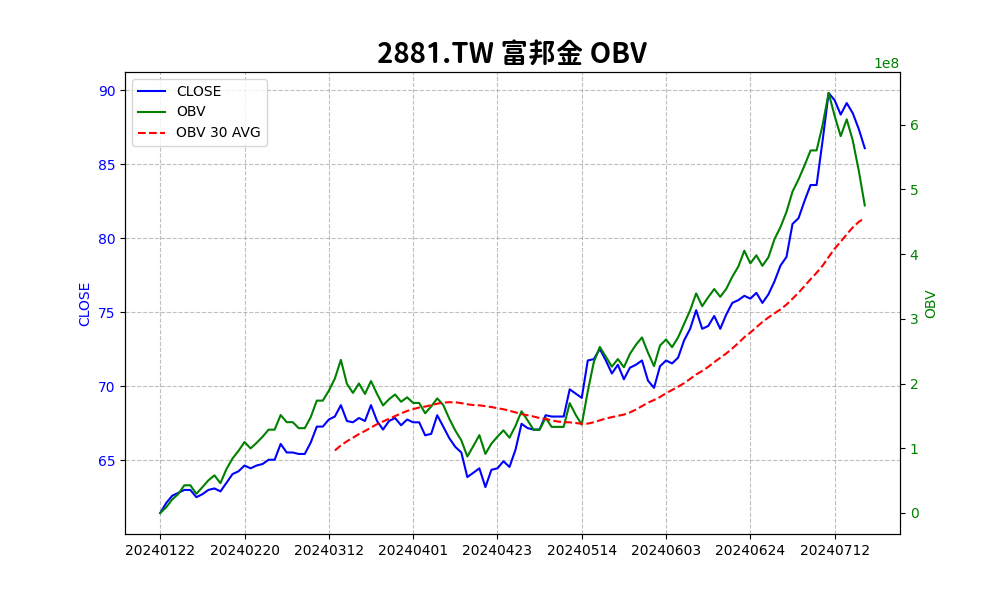 2881.TW 富邦金 OBV
1e8
CLOSE
OBV
OBV 30 AVG
90
85
80
75
70
65
CLOSE
6
5
4
3
2
1
0
OBV
20240122 20240220 20240312 20240401 20240423 20240514 20240603 20240624 20240712